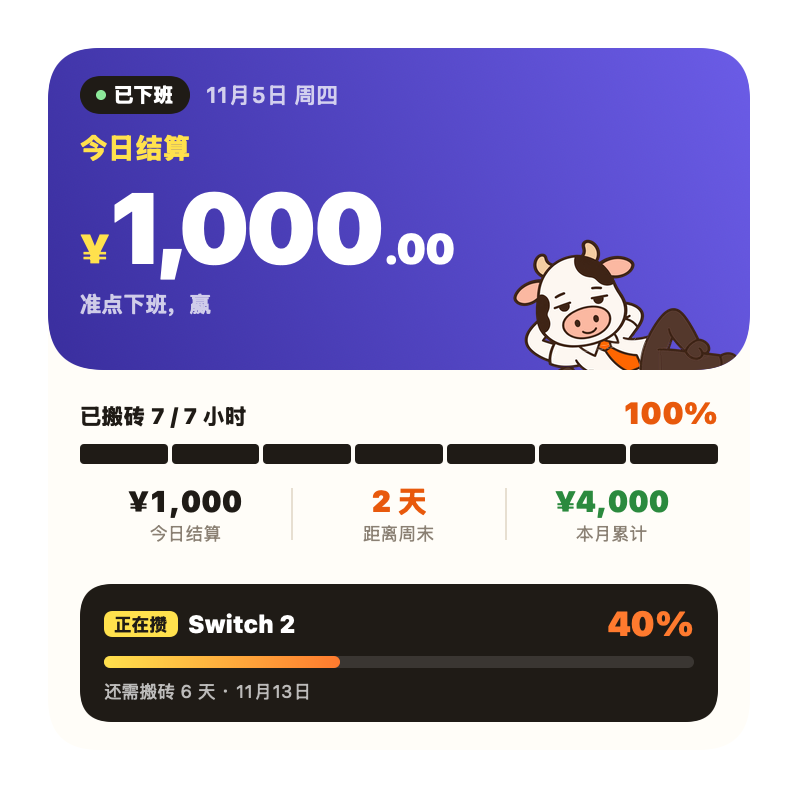 已下班 11月5日 周四
今日结算
¥1,000.00
准点下班，赢
已搬砖 7 / 7 小时 100%
¥1,000 2 天 ¥4,000
今日结算 距离周末 本月累计
正在攒 Switch 2 40%
还需搬砖 6 天 · 11月13日